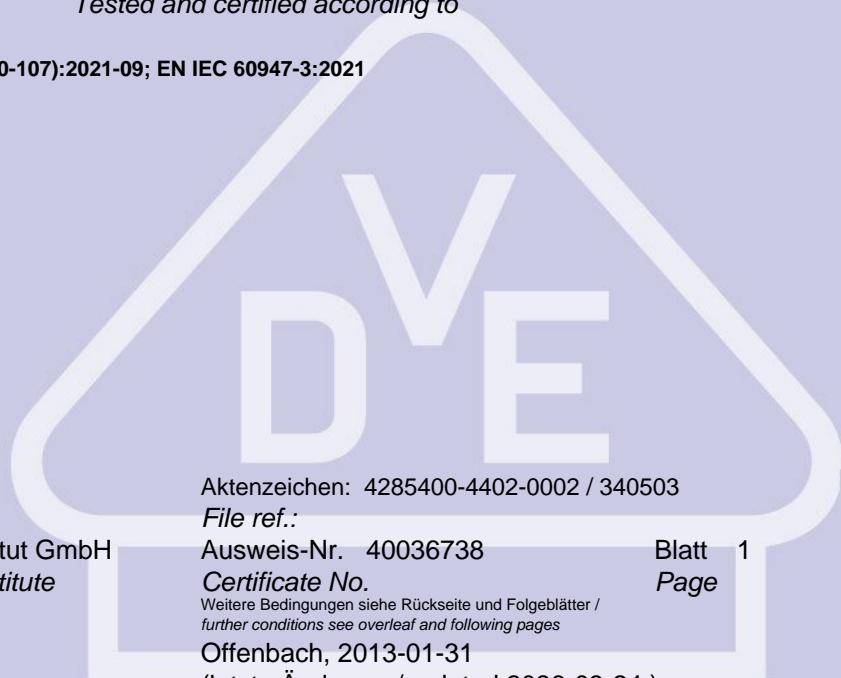 Tested and certified according to
0-107):2021-09; EN IEC 60947-3:2021
VDE
Aktenzeichen: 4285400-4402-0002 / 340503
File ref.:
tut GmbH Ausweis-Nr. 40036738 Blatt 1
titute Certificate No. Page
Weitere Bedingungen siehe Rückseite und Folgeblätter /
further conditions see overleaf and following pages
Offenbach, 2013-01-31